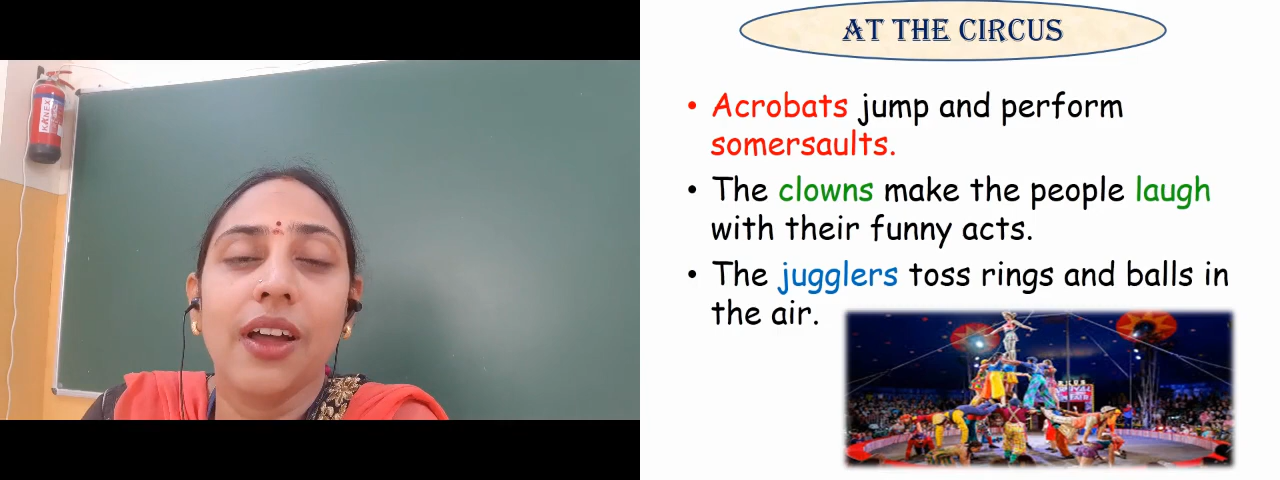 KANEX
AT THE CIRCUS
• Acrobats jump and perform
somersaults.
• The clowns make the people laugh
with their funny acts.
• The jugglers toss rings and balls in
the air.